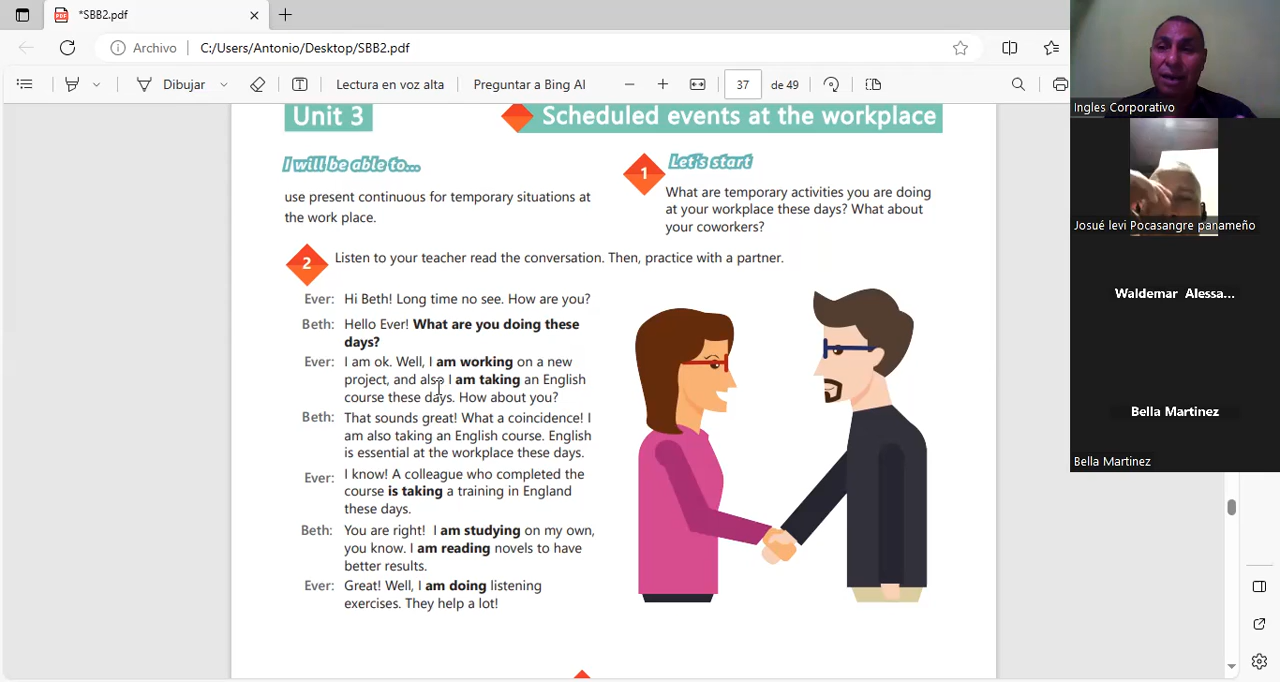 *SBB2.pdf
Archivo
C:/Users/Antonio/Desktop/SBB2.pdf
Dibujar
Lectura en voz alta
Preguntar a Bing AI
37
de 49
Unit 3
Scheduled events at the workplace
I will be able to...
use present continuous for temporary situations at
the work place.
1
Let's start
What are temporary activities you are doing
at your workplace these days? What about
your coworkers?
2
Listen to your teacher read the conversation. Then, practice with a partner.
Ever: Hi Beth! Long time no see. How are you?
Beth: Hello Ever! What are you doing these
days?
Ever: I am ok. Well, I am working on a new
project, and also I am taking an English
course these days. How about you?
Beth: That sounds great! What a coincidence! I
am also taking an English course. English
is essential at the workplace these days.
Ever: I know! A colleague who completed the
course is taking a training in England
these days.
Beth: You are right! I am studying on my own,
you know. I am reading novels to have
better results.
Ever: Great! Well, I am doing listening
exercises. They help a lot!
Ingles Corporativo
Josué levi Pocasangre panameño
Waldemar Alessa...
Bella Martinez
Bella Martinez